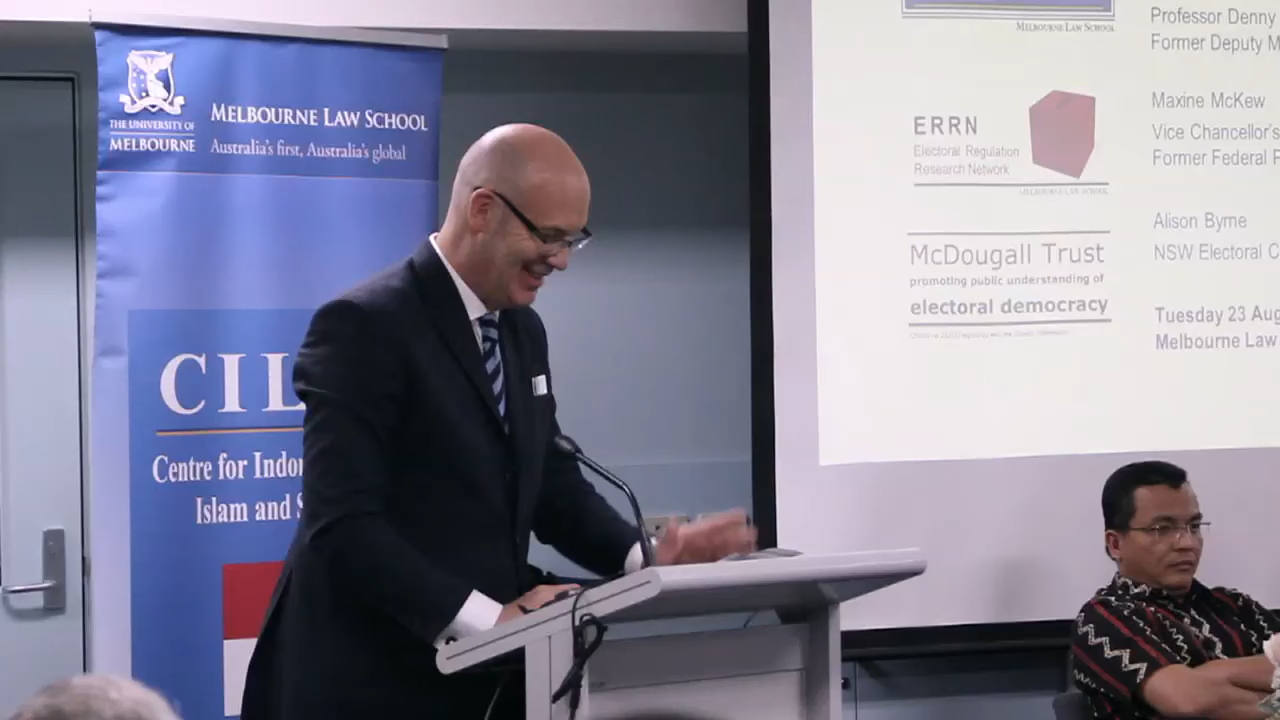 THE UNIVERSITY OF
MELBOURNE
MELBOURNE LAW SCHOOL
Australia's first, Australia's global
CIL
Centre for Indon
Islam and S
MELBOURNE LAW SCHOOL
ERRN
Electoral Regulation
Research Network
MELBOURNE LAW SCHOOL
McDougall Trust
promoting public understanding of
electoral democracy
Professor Denny
Former Deputy M
Maxine McKew
Vice Chancellor's
Former Federal P
Alison Byrne
NSW Electoral C
Tuesday 23 Aug
Melbourne Law